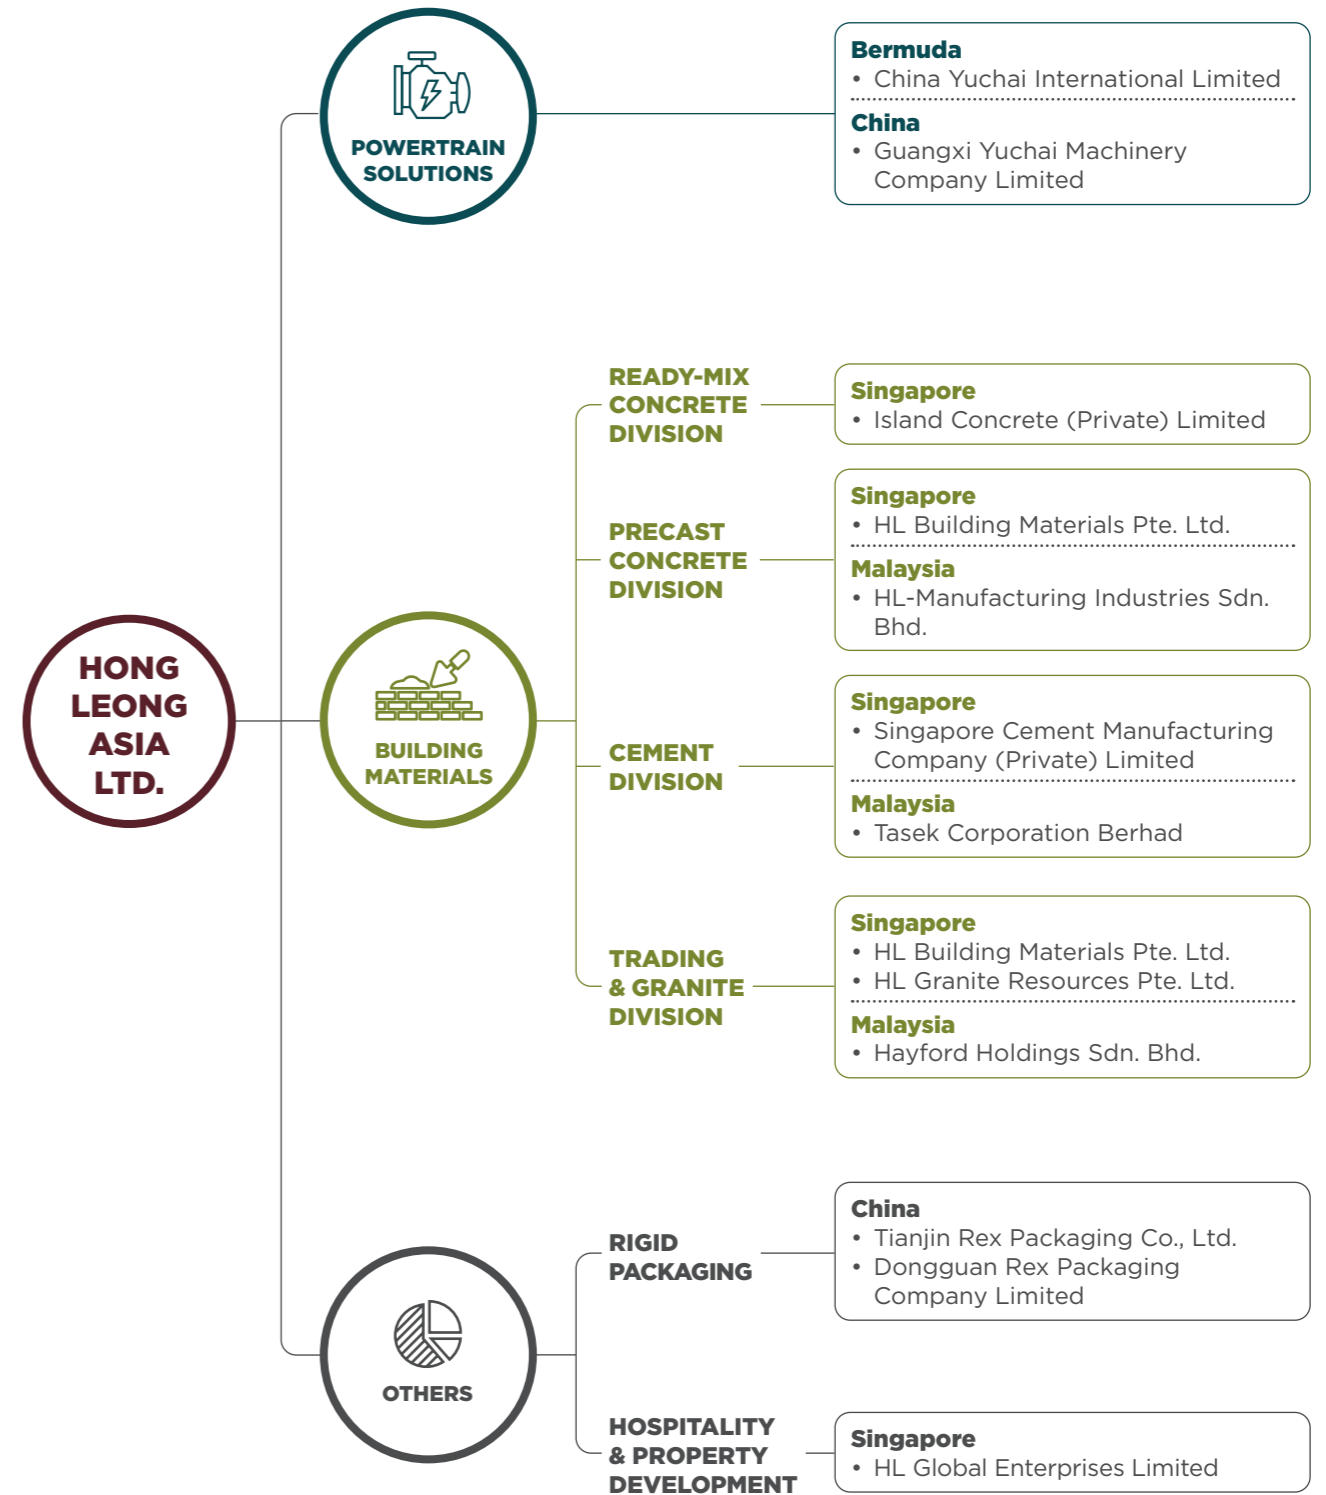 HONG
LEONG
ASIA
LTD.
POWERTRAIN
SOLUTIONS
Bermuda
• China Yuchai International Limited
China
• Guangxi Yuchai Machinery
Company Limited
BUILDING
MATERIALS
READY-MIX
CONCRETE
DIVISION
Singapore
• Island Concrete (Private) Limited
PRECAST
CONCRETE
DIVISION
Singapore
• HL Building Materials Pte. Ltd.
Malaysia
• HL-Manufacturing Industries Sdn.
Bhd.
CEMENT
DIVISION
Singapore
• Singapore Cement Manufacturing
Company (Private) Limited
Malaysia
• Tasek Corporation Berhad
TRADING
& GRANITE
DIVISION
Singapore
• HL Building Materials Pte. Ltd.
• HL Granite Resources Pte. Ltd.
Malaysia
• Hayford Holdings Sdn. Bhd.
OTHERS
RIGID
PACKAGING
China
• Tianjin Rex Packaging Co., Ltd.
• Dongguan Rex Packaging
Company Limited
HOSPITALITY
& PROPERTY
DEVELOPMENT
Singapore
• HL Global Enterprises Limited